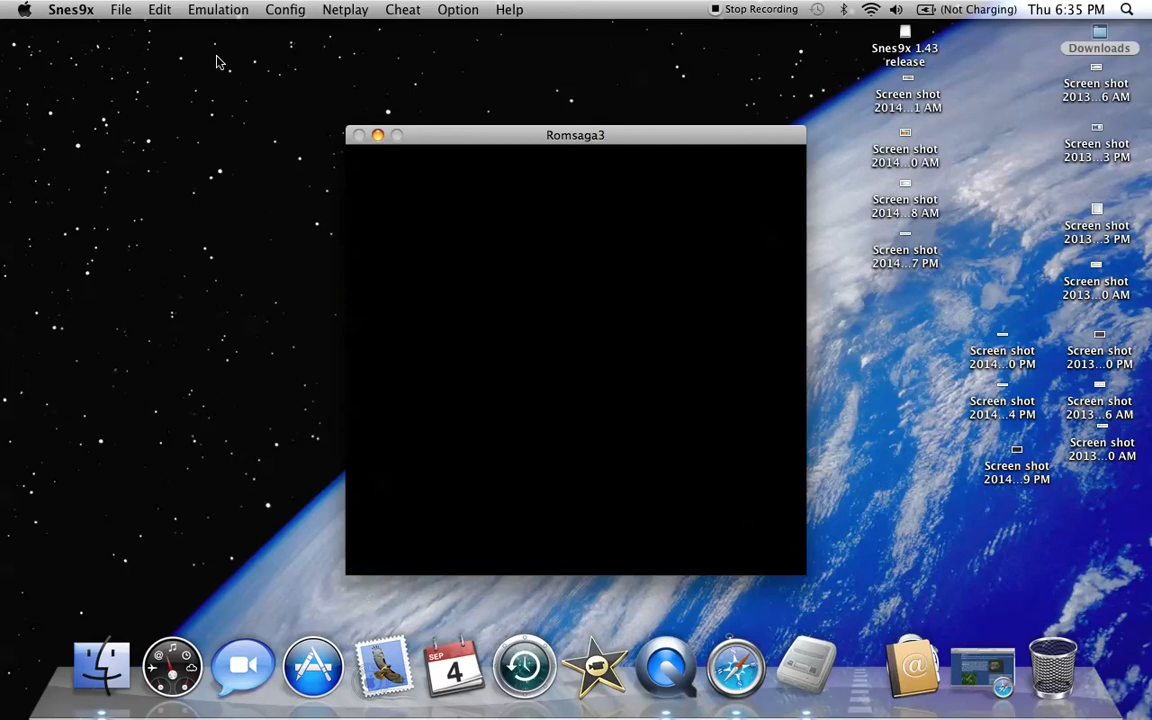 Snes9x File Edit Emulation Config Netplay Cheat Option Help
Stop Recording (Not Charging) Thu 6:35 PM
Snes9x 1.43
release
Downloads
Screen shot
2014...1 AM
Screen shot
2013...6 AM
Romsaga3
Screen shot
2014...0 AM
Screen shot
2013...3 PM
Screen shot
2014...8 AM
Screen shot
2013...3 PM
Screen shot
2014...7 PM
Screen shot
2013...0 AM
Screen shot
2014...0 PM
Screen shot
2013...0 PM
Screen shot
2014...4 PM
Screen shot
2013...6 AM
Screen shot
2013...0 AM
Screen shot
2014...9 PM
SEP
4